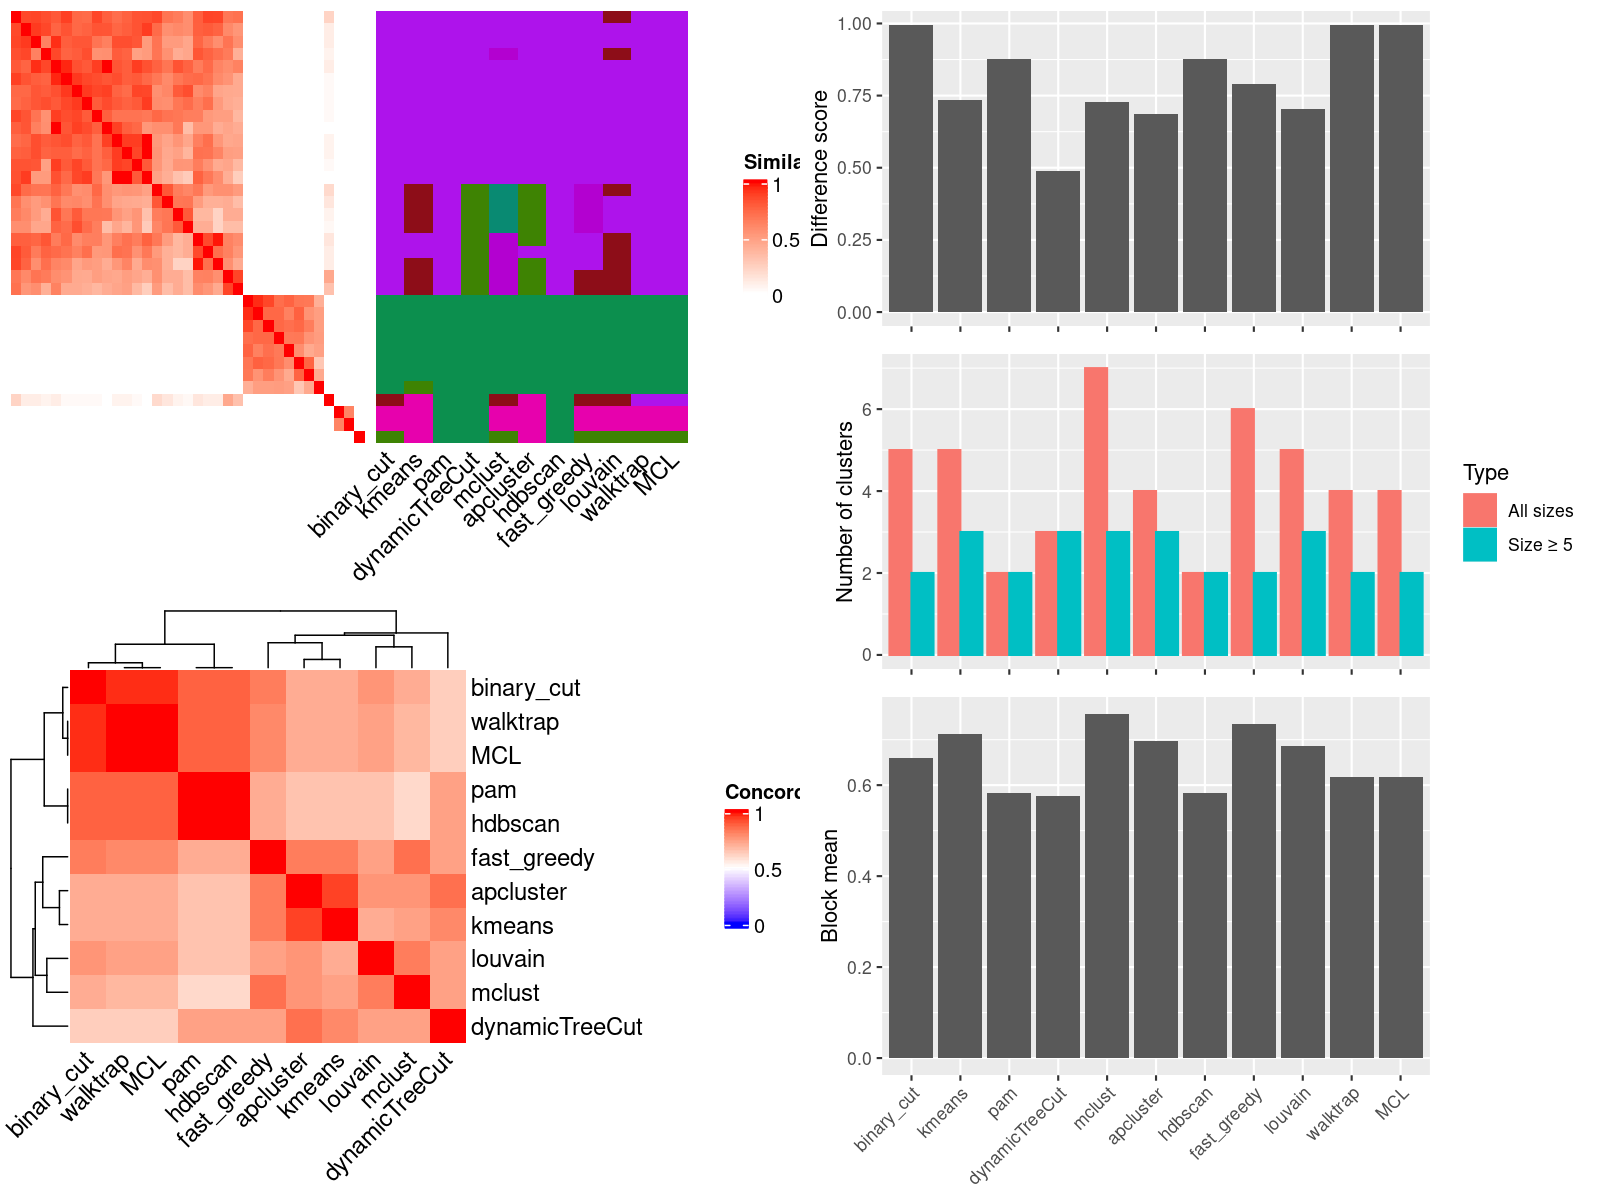 Simila
1
0.5
0
binary_cut
kmeans
pam
dynamicTreeCut
mclust
apcluster
hdbscan
fast_greedy
louvain
walktrap
MCL
binary_cut
walktrap
MCL
pam
hdbscan
fast_greedy
apcluster
kmeans
louvain
mclust
dynamicTreeCut
Concord
1
0.5
0
binary_cut
walktrap
MCL
pam
hdbscan
fast_greedy
apcluster
kmeans
louvain
mclust
dynamicTreeCut
Difference score
1.00
0.75
0.50
0.25
0.00
Number of clusters
6
4
2
0
Type
All sizes
Size ≥ 5
Block mean
0.6
0.4
0.2
0.0
binary_cut
kmeans
pam
dynamicTreeCut
mclust
apcluster
hdbscan
fast_greedy
louvain
walktrap
MCL